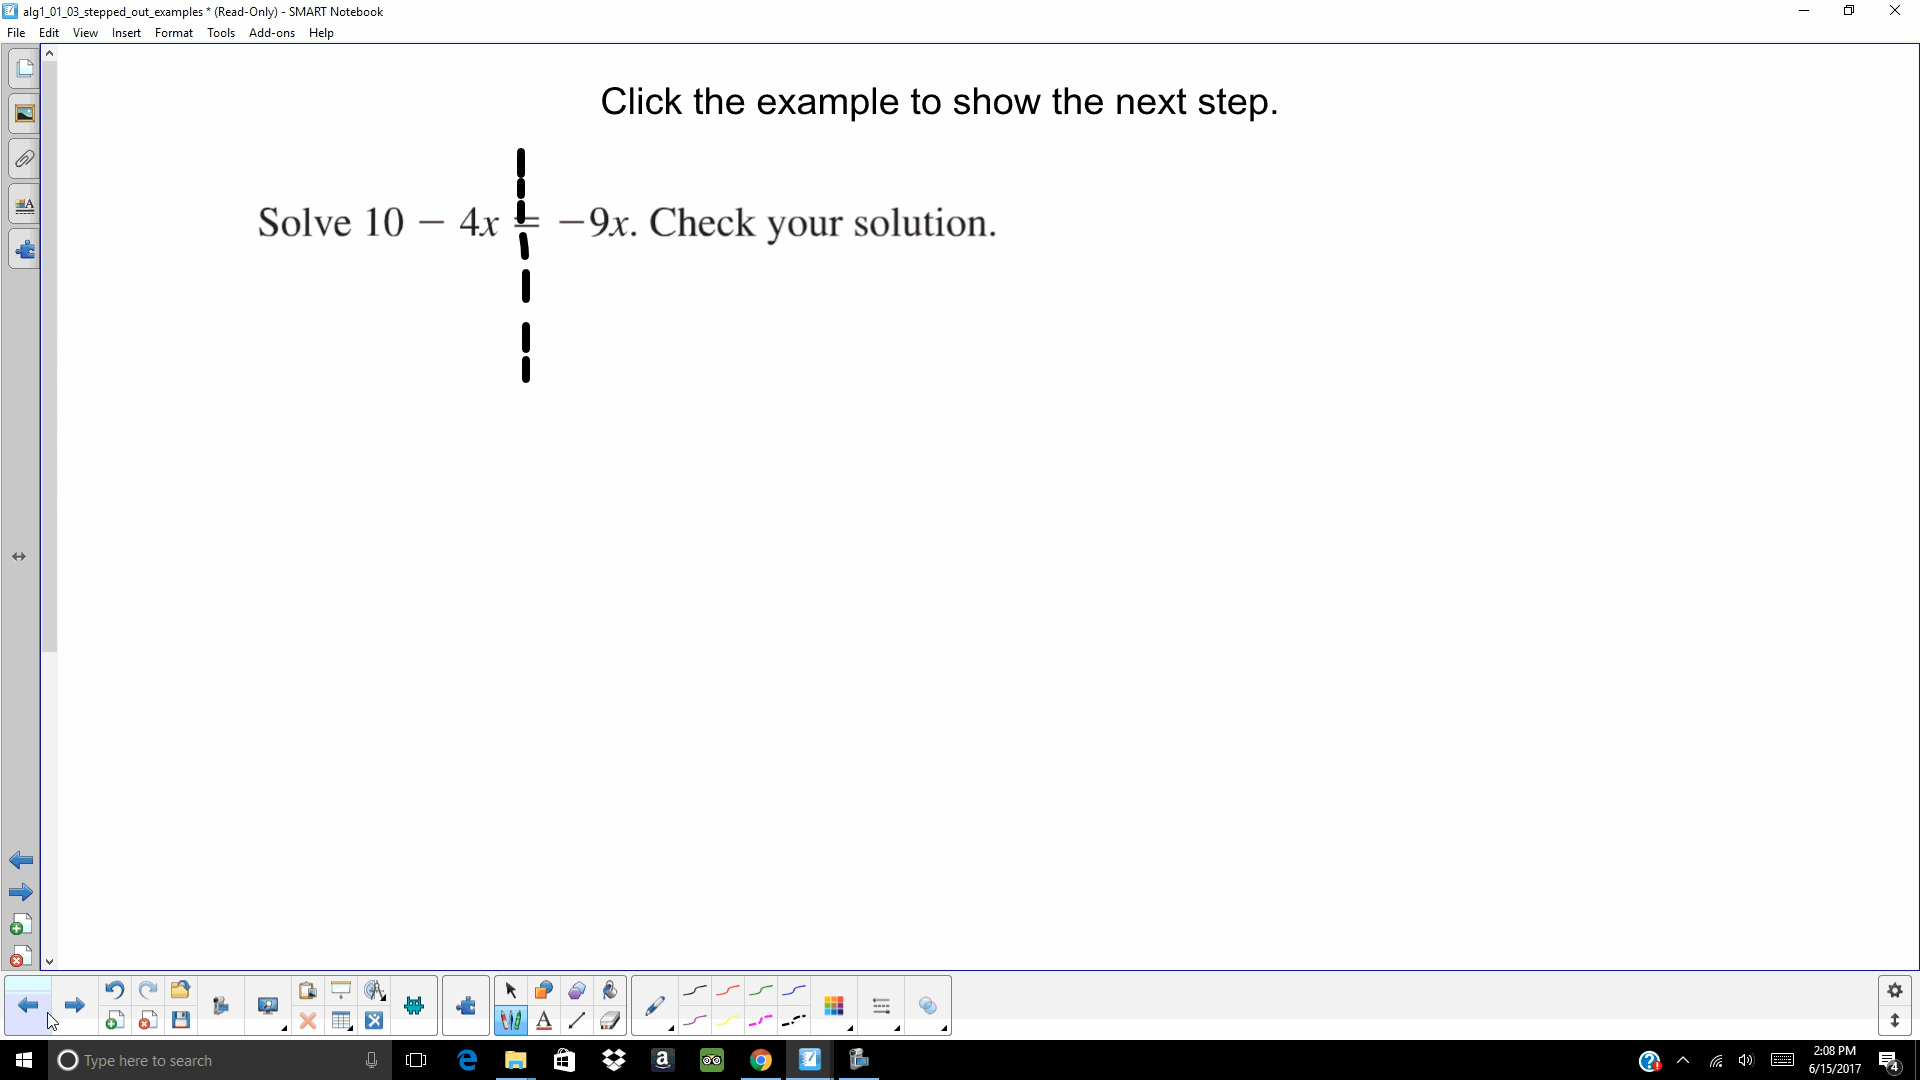 alg1_01_03_stepped_out_examples * (Read-Only) - SMART Notebook
File Edit View Insert Format Tools Add-ons Help
Click the example to show the next step.
Solve 10 − 4x = −9x. Check your solution.
Type here to search
2:08 PM
6/15/2017
4